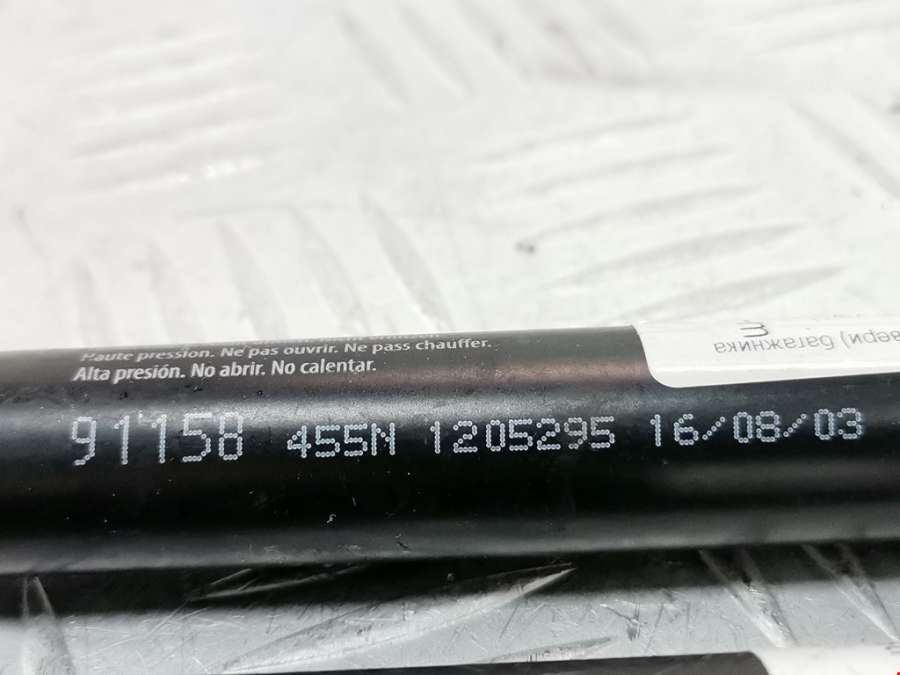 Haute pression. Ne pas ouvrir. Ne pass chauffer.
Alta presión. No abrir. No calentar.
91158 455N 1205295 16/08/03
вери) багажника